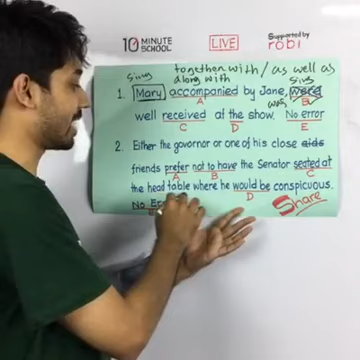 10 MINUTE SCHOOL
LIVE
Supported by
robi
together with / as well as
along with
Sing
Sing
1. Mary accompanied by Jane, were
was
A
B
well received at the show. No error
C
D
E
2. Either the governor or one of his close aids
friends prefer not to have the Senator seated at
A
B
C
the head table where he would be conspicuous.
D
No Er
Share